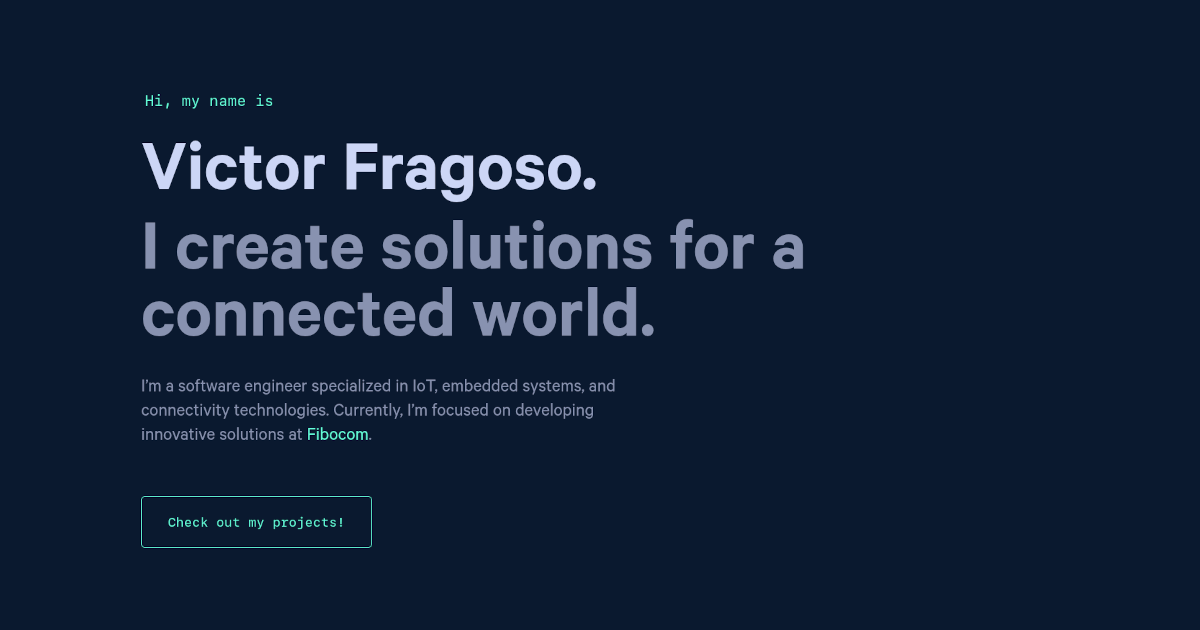 Hi, my name is
Victor Fragoso.
I create solutions for a
connected world.
I'm a software engineer specialized in IoT, embedded systems, and
connectivity technologies. Currently, I'm focused on developing
innovative solutions at Fibocom.
Check out my projects!